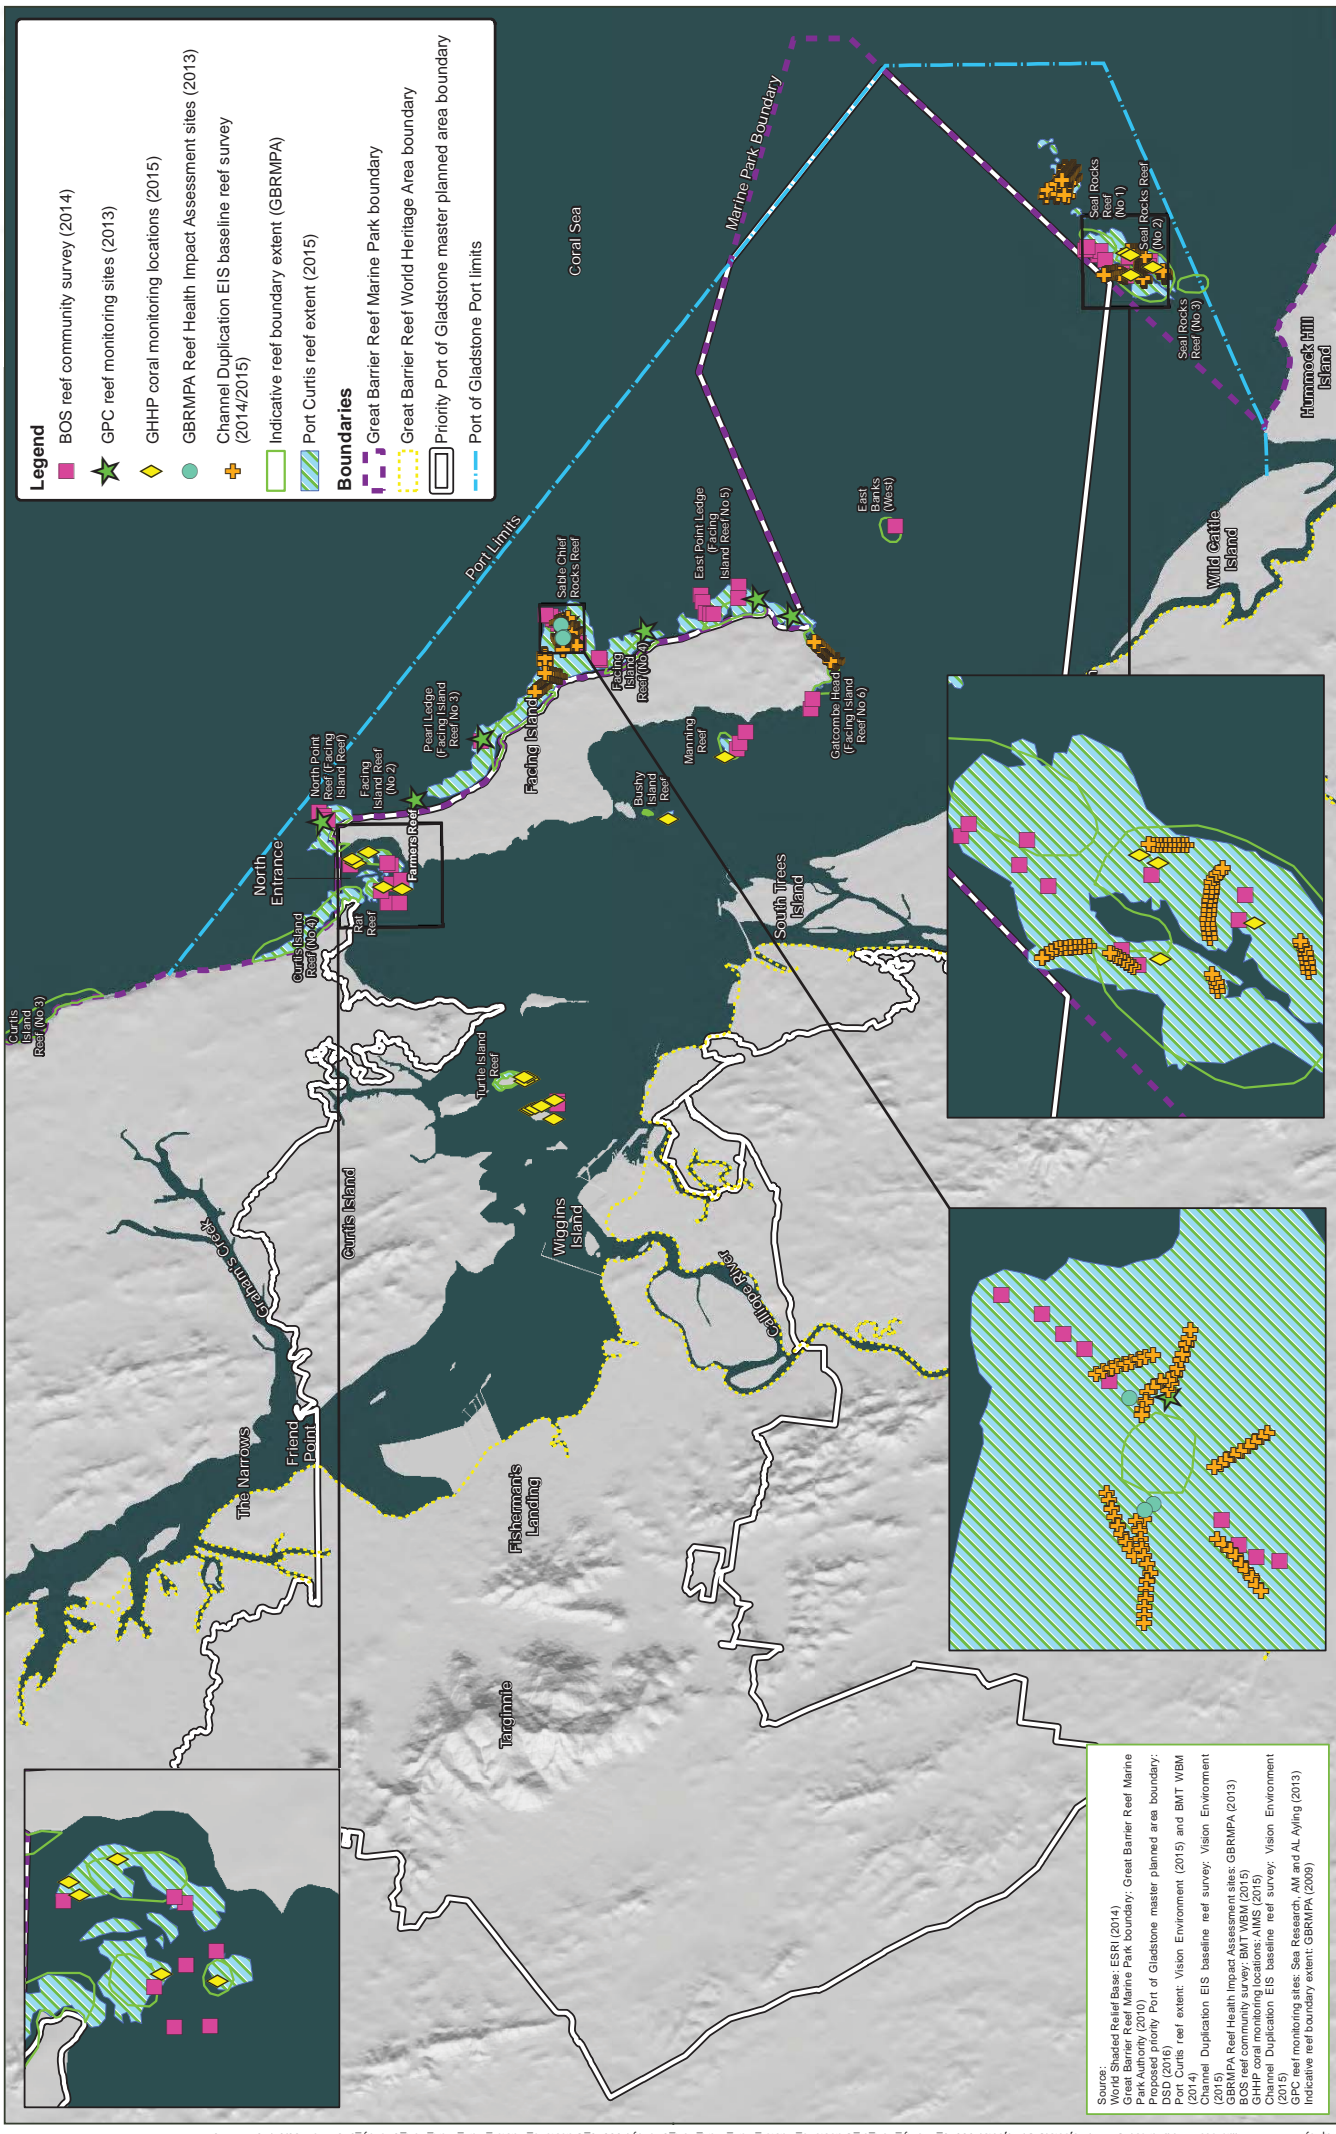 Legend
BOS reef community survey (2014)
GPC reef monitoring sites (2013)
GHHP coral monitoring locations (2015)
GBRMPA Reef Health Impact Assessment sites (2013)
Channel Duplication EIS baseline reef survey
(2014/2015)
Indicative reef boundary extent (GBRMPA)
Port Curtis reef extent (2015)
Boundaries
Great Barrier Reef Marine Park boundary
Great Barrier Reef World Heritage Area boundary
Priority Port of Gladstone master planned area boundary
Port of Gladstone Port limits
Coral Sea
Marine Park Boundary
Port Limits
Seal Rocks
Reef
(No 1)
Seal Rocks Reef
(No 2)
Seal Rocks
Reef (No 3)
Hummock Hill
Island
Wild Cattle
Island
East
Banks
(West)
East Point Ledge
(Facing
Island Reef No 5)
Sable Chief
Rocks Reef
Facing
Island
Reef (No 4)
Gatcombe Head
(Facing Island
Reef No 6)
Manning
Reef
Bushy
Island
Reef
Pearl Ledge
(Facing Island
Reef No 3)
Facing Island
Facing
Island Reef
(No 2)
North Point
Reef (Facing
Island Reef)
Farmers Reef
North
Entrance
Rat
Reef
Curtis Island
Reef (No 4)
Curtis
Island
Reef (No 3)
South Trees
Island
Turtle Island
Reef
Curtis Island
Graham's Creek
Wiggins
Island
Calliope River
The Narrows
Friend
Point
Fisherman's
Landing
Targinnie
Source:
World Shaded Relief Base: ESRI (2014)
Great Barrier Reef Marine Park boundary: Great Barrier Reef Marine
Park Authority (2010)
Proposed priority Port of Gladstone master planned area boundary:
DSD (2016)
Port Curtis reef extent: Vision Environment (2015) and BMT WBM
(2014)
Channel Duplication EIS baseline reef survey: Vision Environment
(2015)
GBRMPA Reef Health Impact Assessment sites: GBRMPA (2013)
BOS reef community survey: BMT WBM (2015)
GHHP coral monitoring locations: AIMS (2015)
Channel Duplication EIS baseline reef survey: Vision Environment
(2015)
GPC reef monitoring sites: Sea Research, AM and AL Ayling (2013)
Indicative reef boundary extent: GBRMPA (2009)